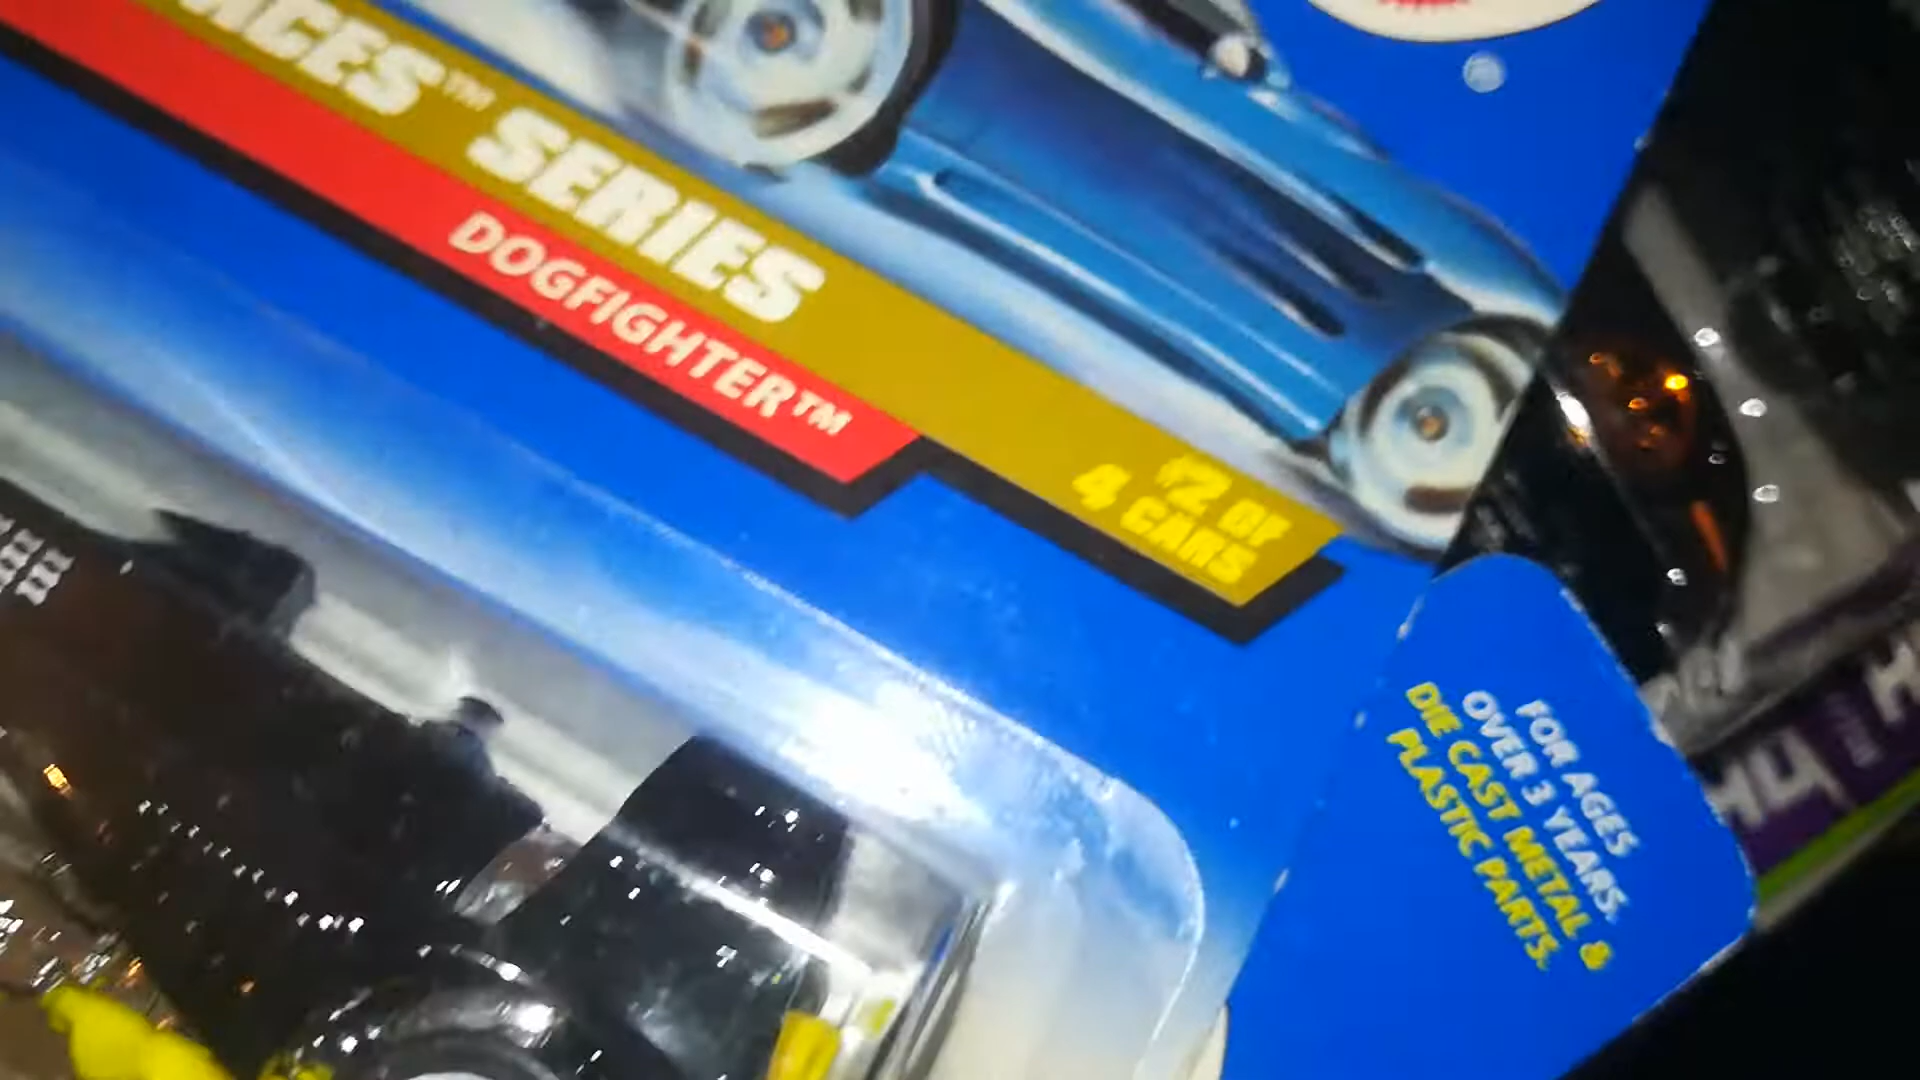 SERIES
DOGFIGHTER™
#2 OF
4 CARS
FOR AGES
OVER 3 YEARS.
DIE CAST METAL &
PLASTIC PARTS.